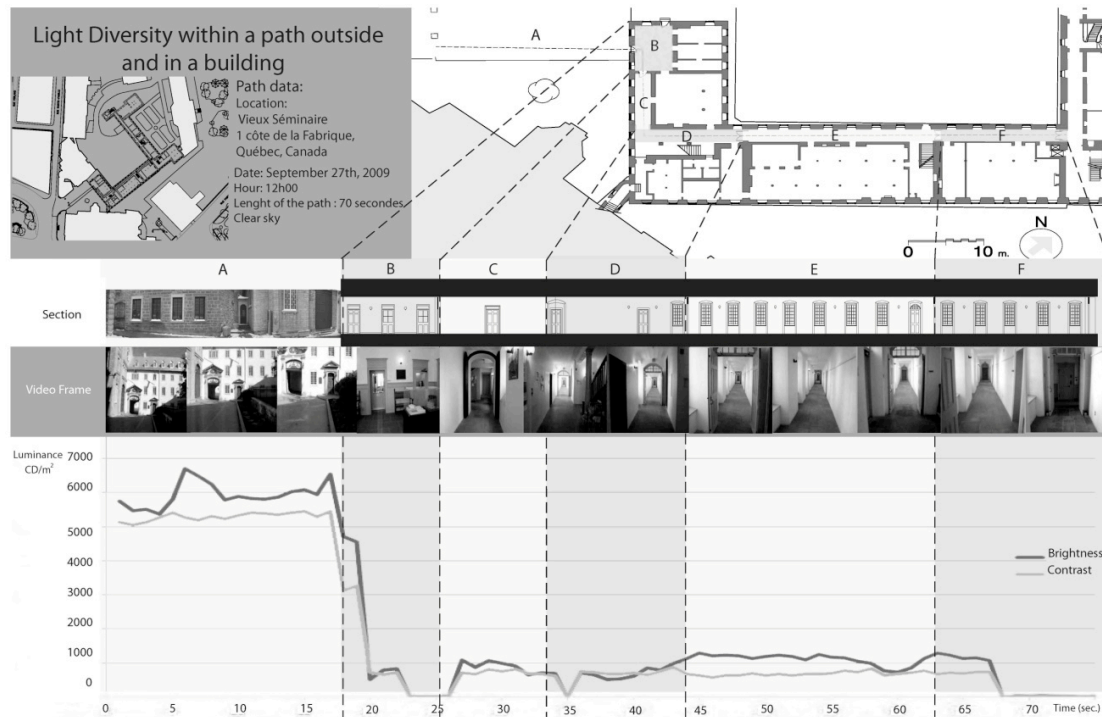 Light Diversity within a path outside
and in a building
Path data:
Location:
Vieux Séminaire
1 côte de la Fabrique,
Québec, Canada
Date: September 27th, 2009
Hour: 12h00
Lenght of the path : 70 secondes
Clear sky
A
B
C
D
E
F
N
0 10 m.
A B C D E F
Section
Video Frame
Luminance
CD/m²
7000
6000
5000
4000
3000
2000
1000
0
Brightness
Contrast
0 5 10 15 20 30 35 40 45 50 55 60 65 70 Time (sec.)